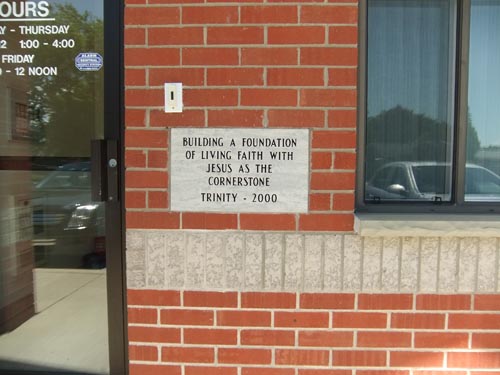 OURS
- THURSDAY
1:00 - 4:00
FRIDAY
- 12 NOON
BUILDING A FOUNDATION
OF LIVING FAITH WITH
JESUS AS THE
CORNERSTONE
TRINITY - 2000